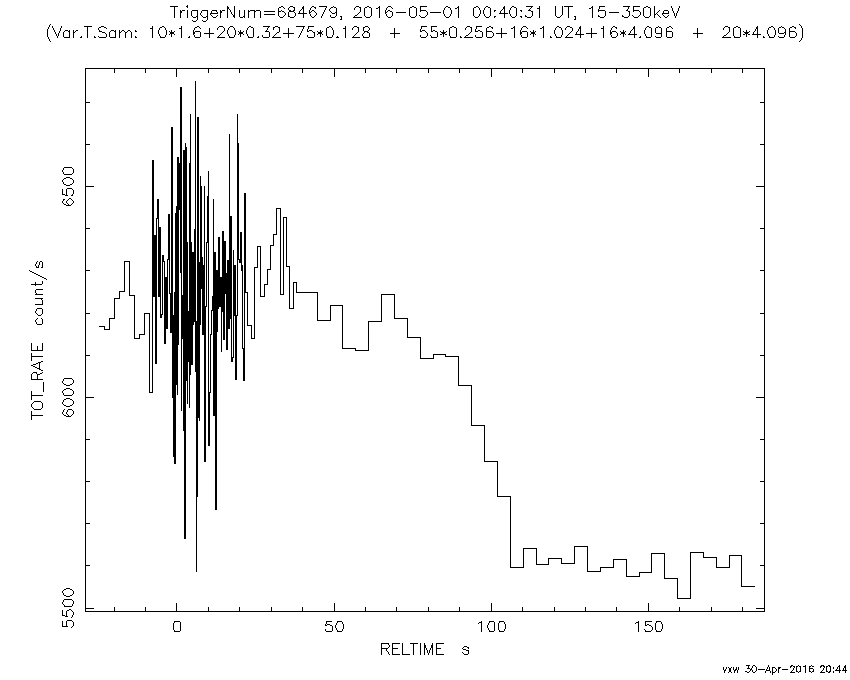 TriggerNum=684679, 2016-05-01 00:40:31 UT, 15-350keV
(Var.T.Sam: 10*1.6+20*0.32+75*0.128 + 55*0.256+16*1.024+16*4.096 + 20*4.096)
6500
6000
5500
TOT_RATE count/s
0 50 100 150
RELTIME s
vxw 30-Apr-2016 20:44